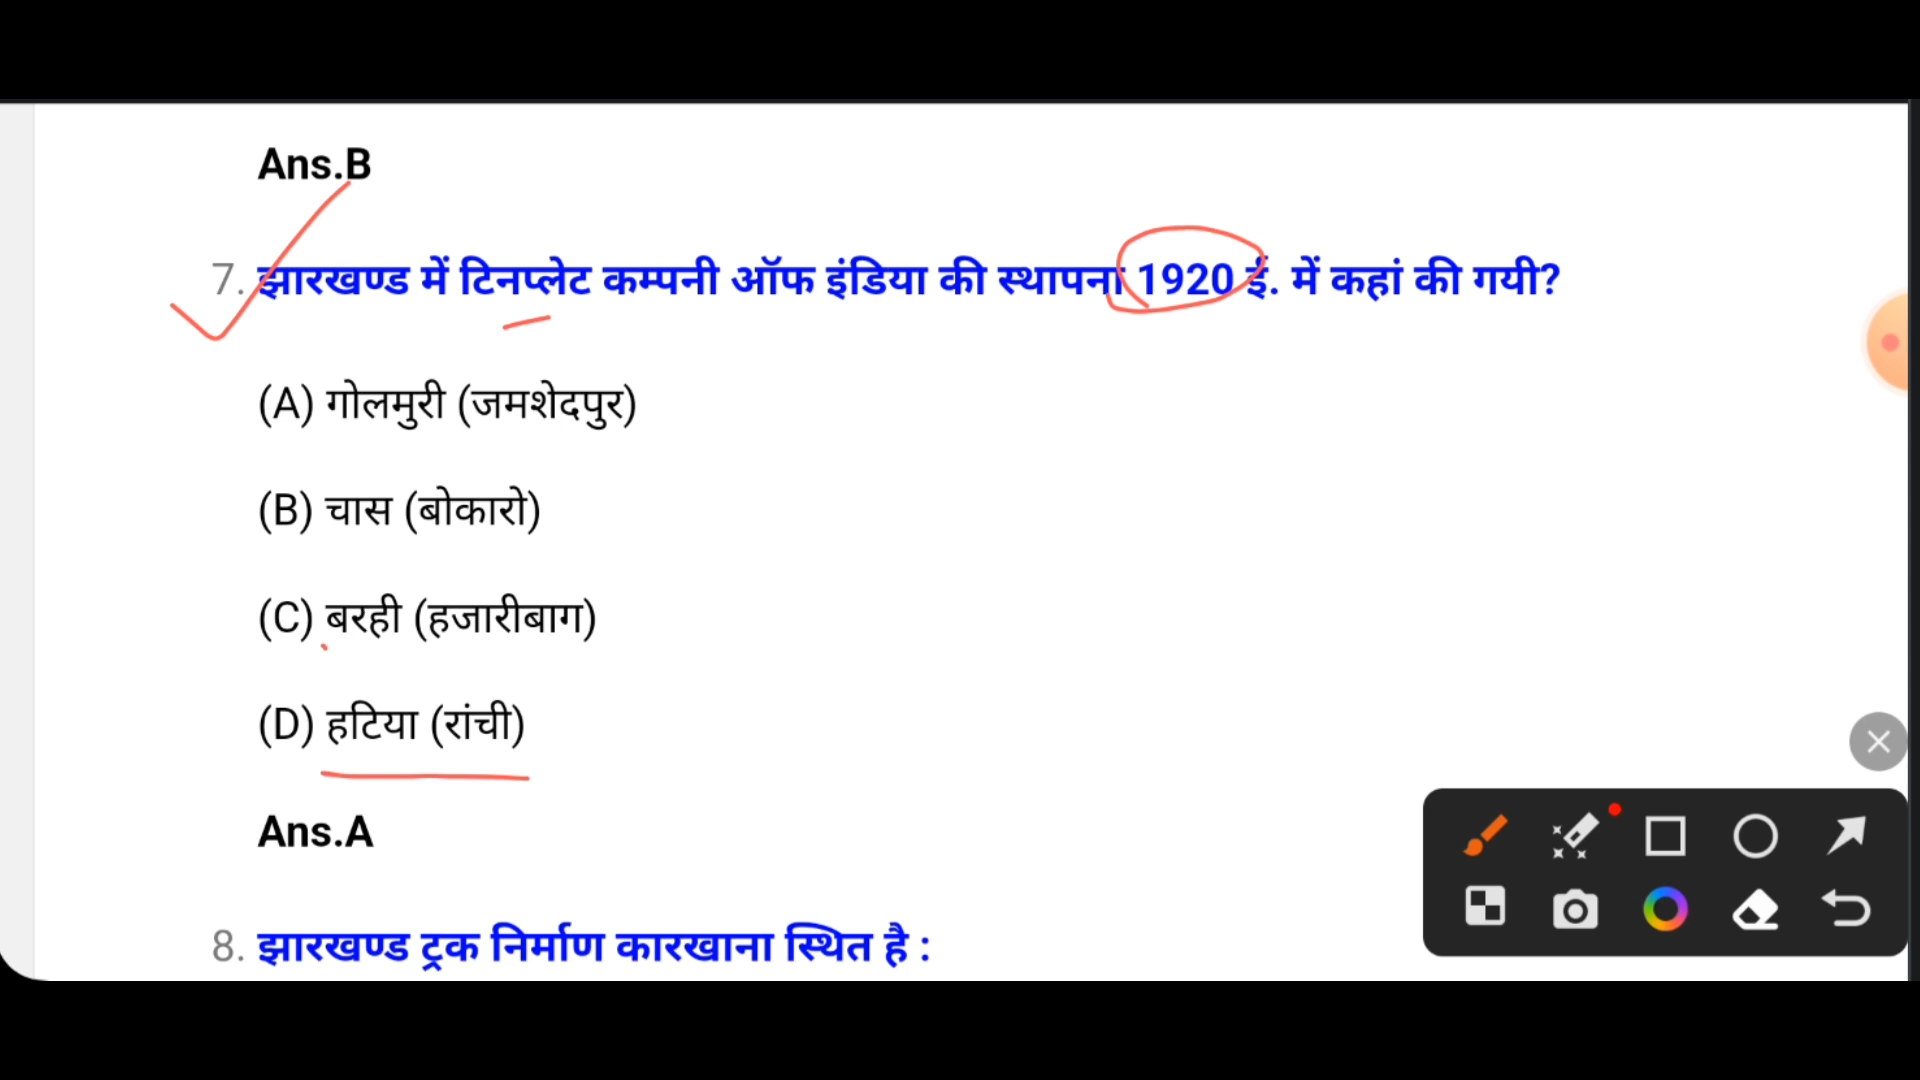 Ans.B
7. झारखण्ड में टिनप्लेट कम्पनी ऑफ इंडिया की स्थापना 1920 ई. में कहां की गयी?
(A) गोलमुरी (जमशेदपुर)
(B) चास (बोकारो)
(C) बरही (हजारीबाग)
(D) हटिया (रांची)
Ans.A
8. झारखण्ड ट्रक निर्माण कारखाना स्थित है :